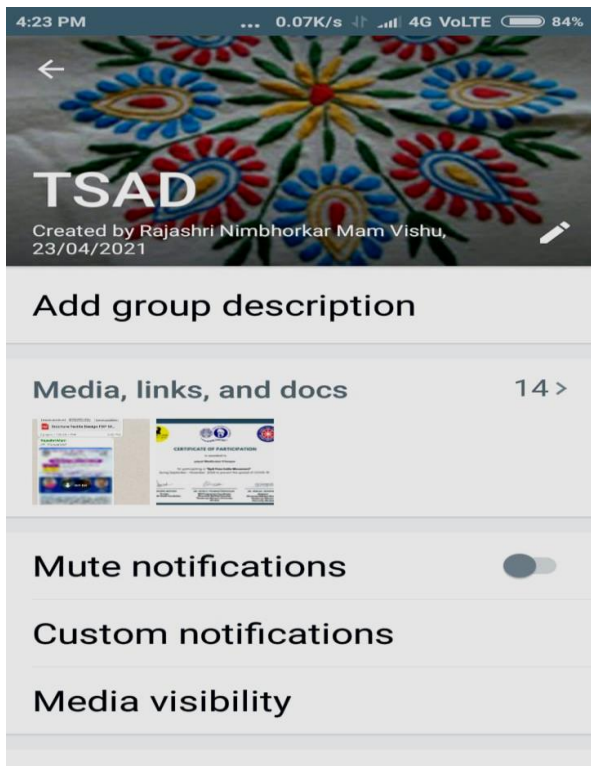 4:23 PM ... 0.07K/s 4G VoLTE 84%
TSAD
Created by Rajashri Nimbhorkar Mam Vishu,
23/04/2021
Add group description
Media, links, and docs 14 >
CERTIFICATE OF PARTICIPATION
Mute notifications
Custom notifications
Media visibility